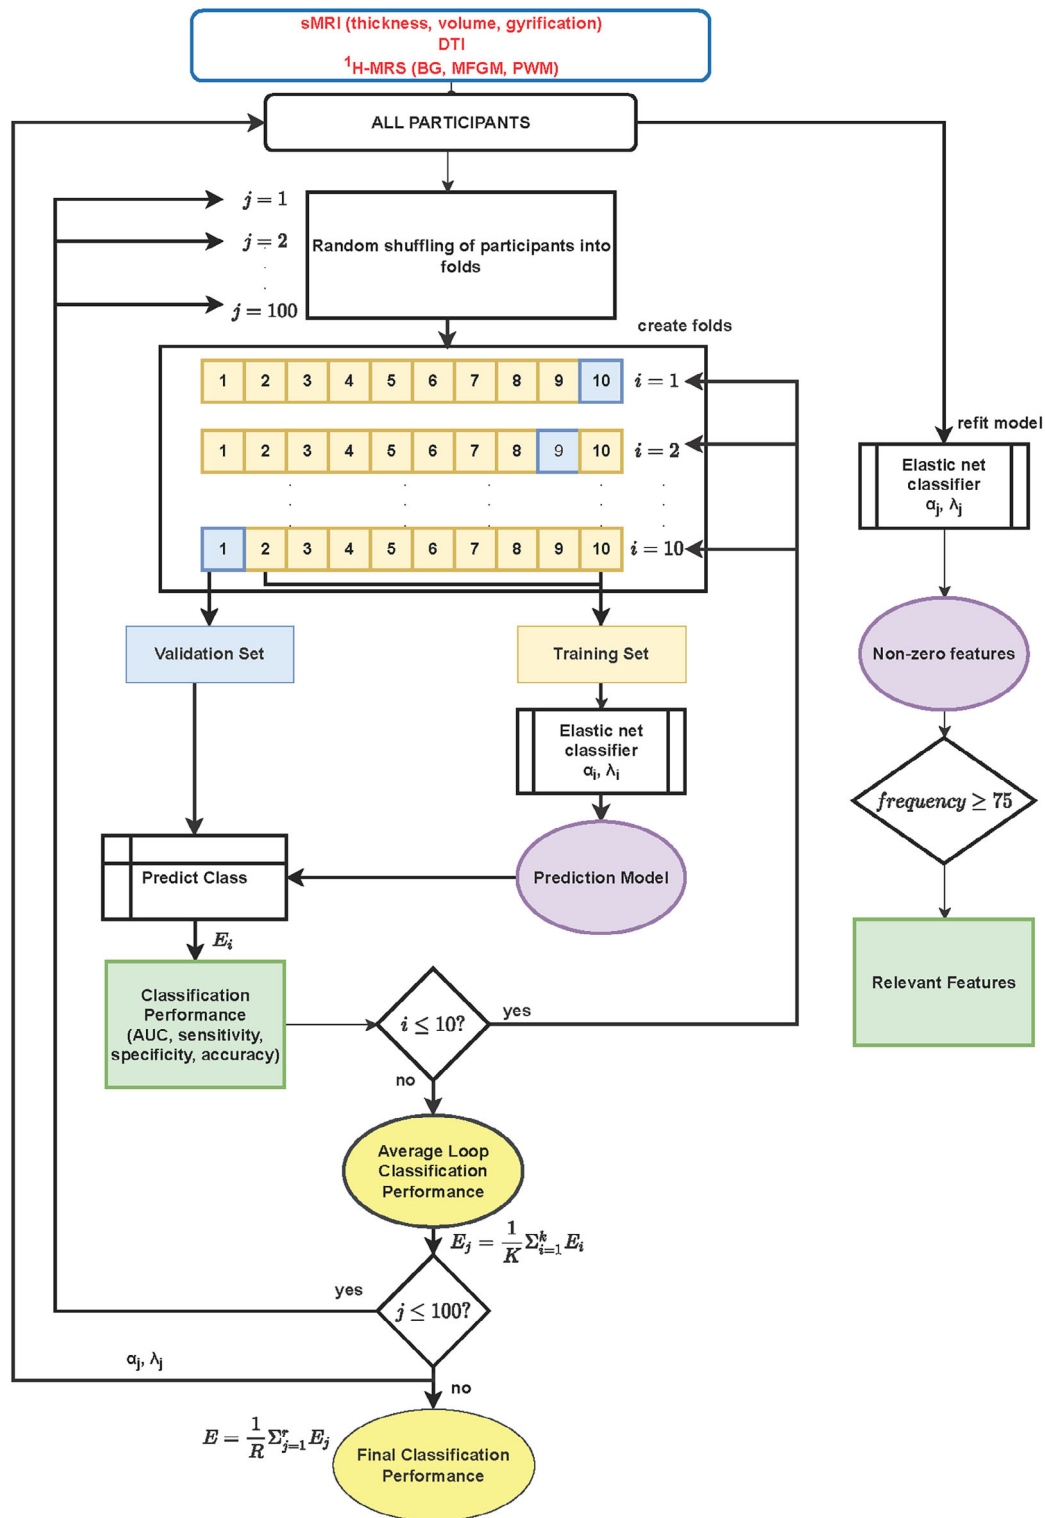 sMRI (thickness, volume, gyrification)
DTI
¹H-MRS (BG, MFGM, PWM)
ALL PARTICIPANTS
j = 1
j = 2
j = 100
Random shuffling of participants into
folds
create folds
1 2 3 4 5 6 7 8 9 10 i = 1
1 2 3 4 5 6 7 8 9 10 i = 2
1 2 3 4 5 6 7 8 9 10 i = 10
refit model
Elastic net
classifier
αj, λj
Non-zero features
frequency ≥ 75
Relevant Features
Validation Set
Training Set
Elastic net
classifier
αi, λi
Predict Class
Prediction Model
Ei
Classification
Performance
(AUC, sensitivity,
specificity, accuracy)
i ≤ 10?
yes
no
Average Loop
Classification
Performance
Ej = 1/K Σᵏi=1 Ei
yes
j ≤ 100?
αj, λj
no
E = 1/R Σʳj=1 Ej
Final Classification
Performance